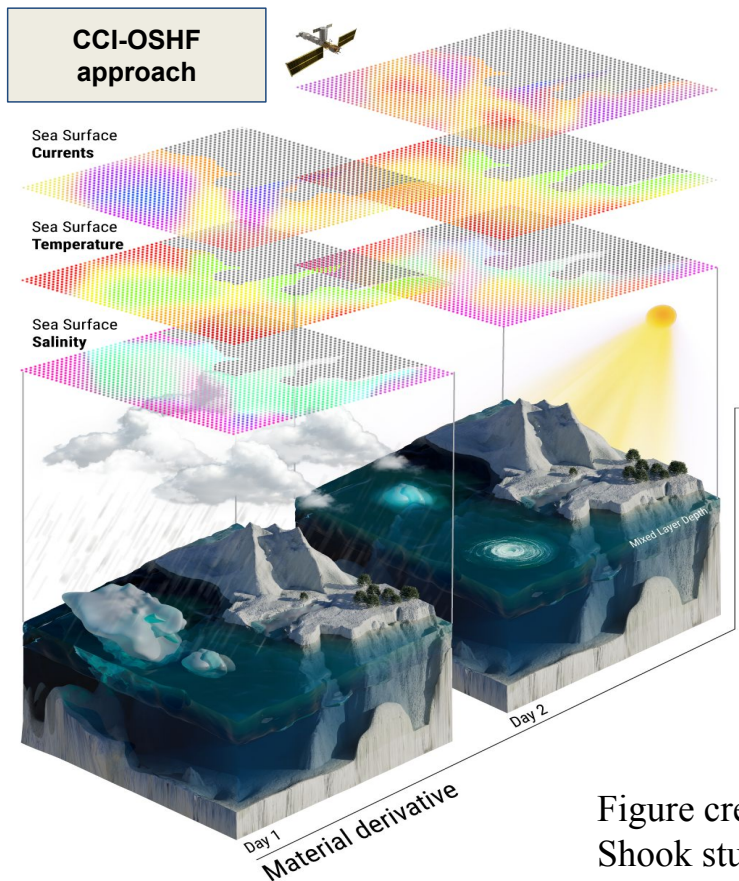 CCI-OSHF
approach
Sea Surface
Currents
Sea Surface
Temperature
Sea Surface
Salinity
Mixed Layer Depth
Day 2
Day 1
Material derivative
Figure cre
Shook stu